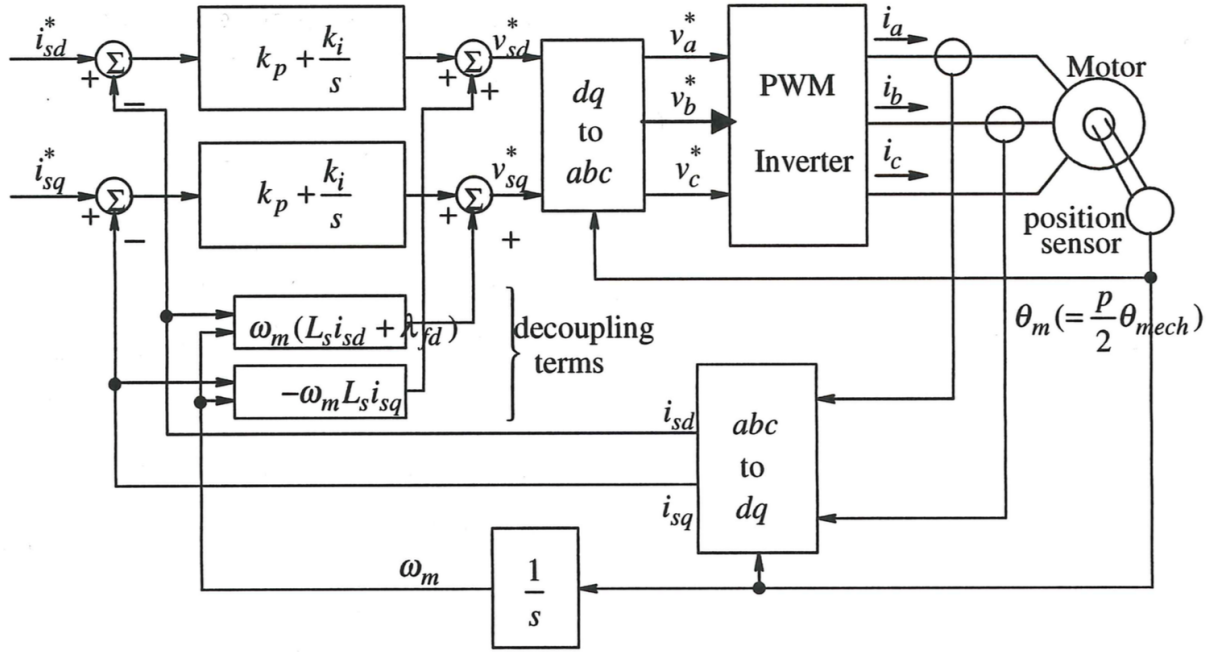 i*sd
+
Σ
−
kp + ki/s
+
Σ
+
v*sd
dq
to
abc
v*a
v*b
v*c
PWM
Inverter
ia
ib
ic
Motor
i*sq
+
Σ
−
kp + ki/s
+
Σ
+
v*sq
position
sensor
θm(= p/2 θmech)
ωm(Ls isd + λfd)
−ωm Ls isq
decoupling
terms
isd
isq
abc
to
dq
ωm
1/s